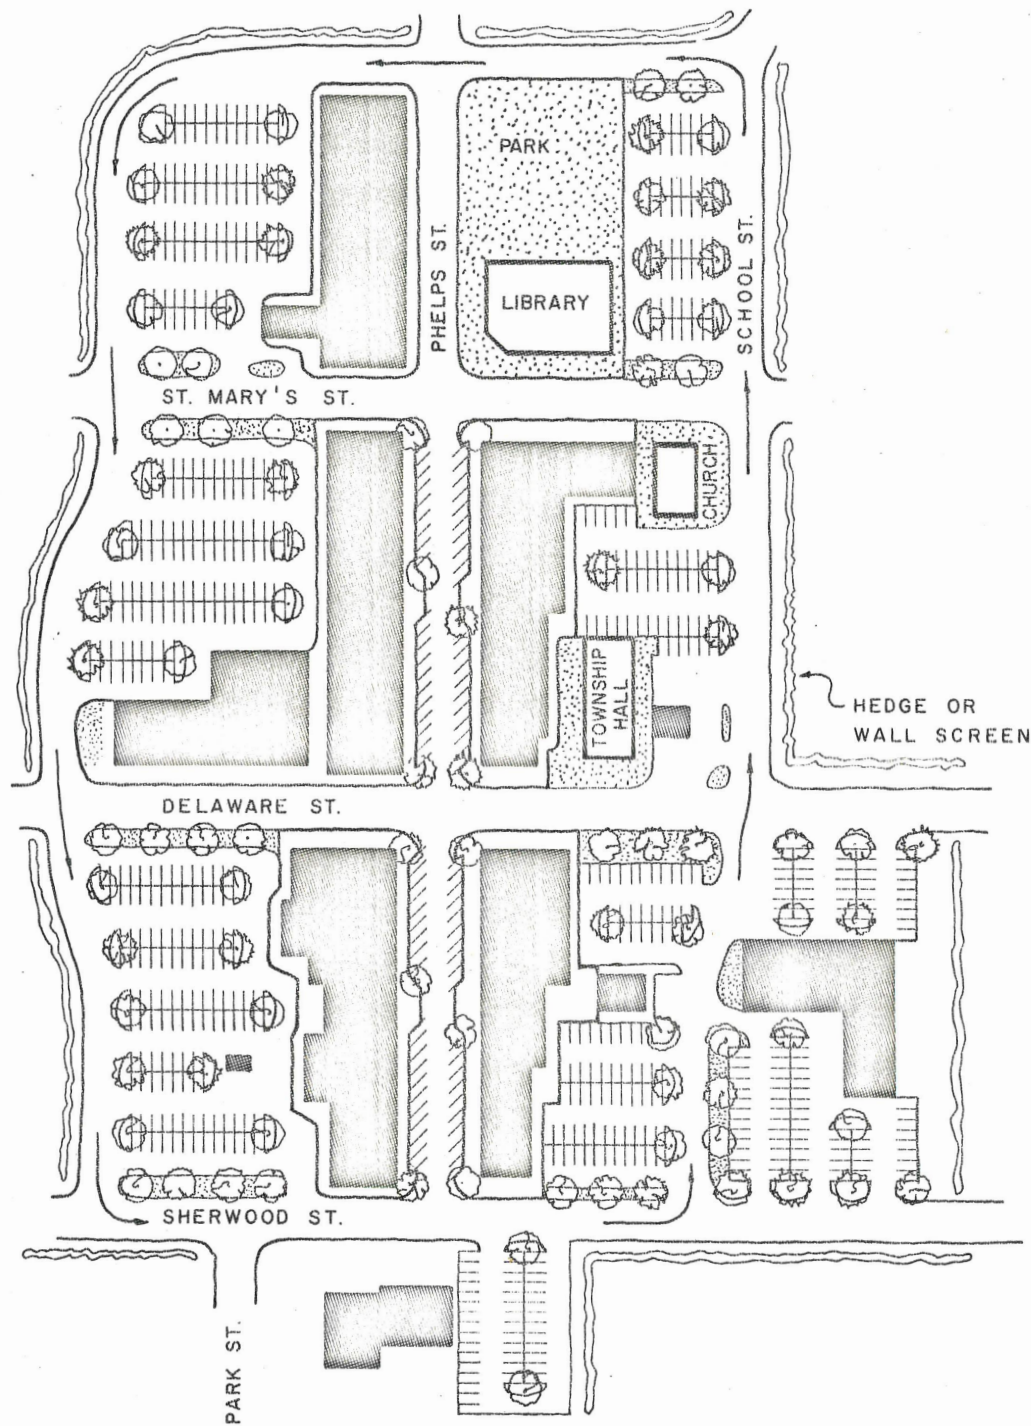 PARK
LIBRARY
PHELPS ST.
SCHOOL ST.
ST. MARY'S ST.
CHURCH
TOWNSHIP
HALL
HEDGE OR
WALL SCREEN
DELAWARE ST.
SHERWOOD ST.
PARK ST.